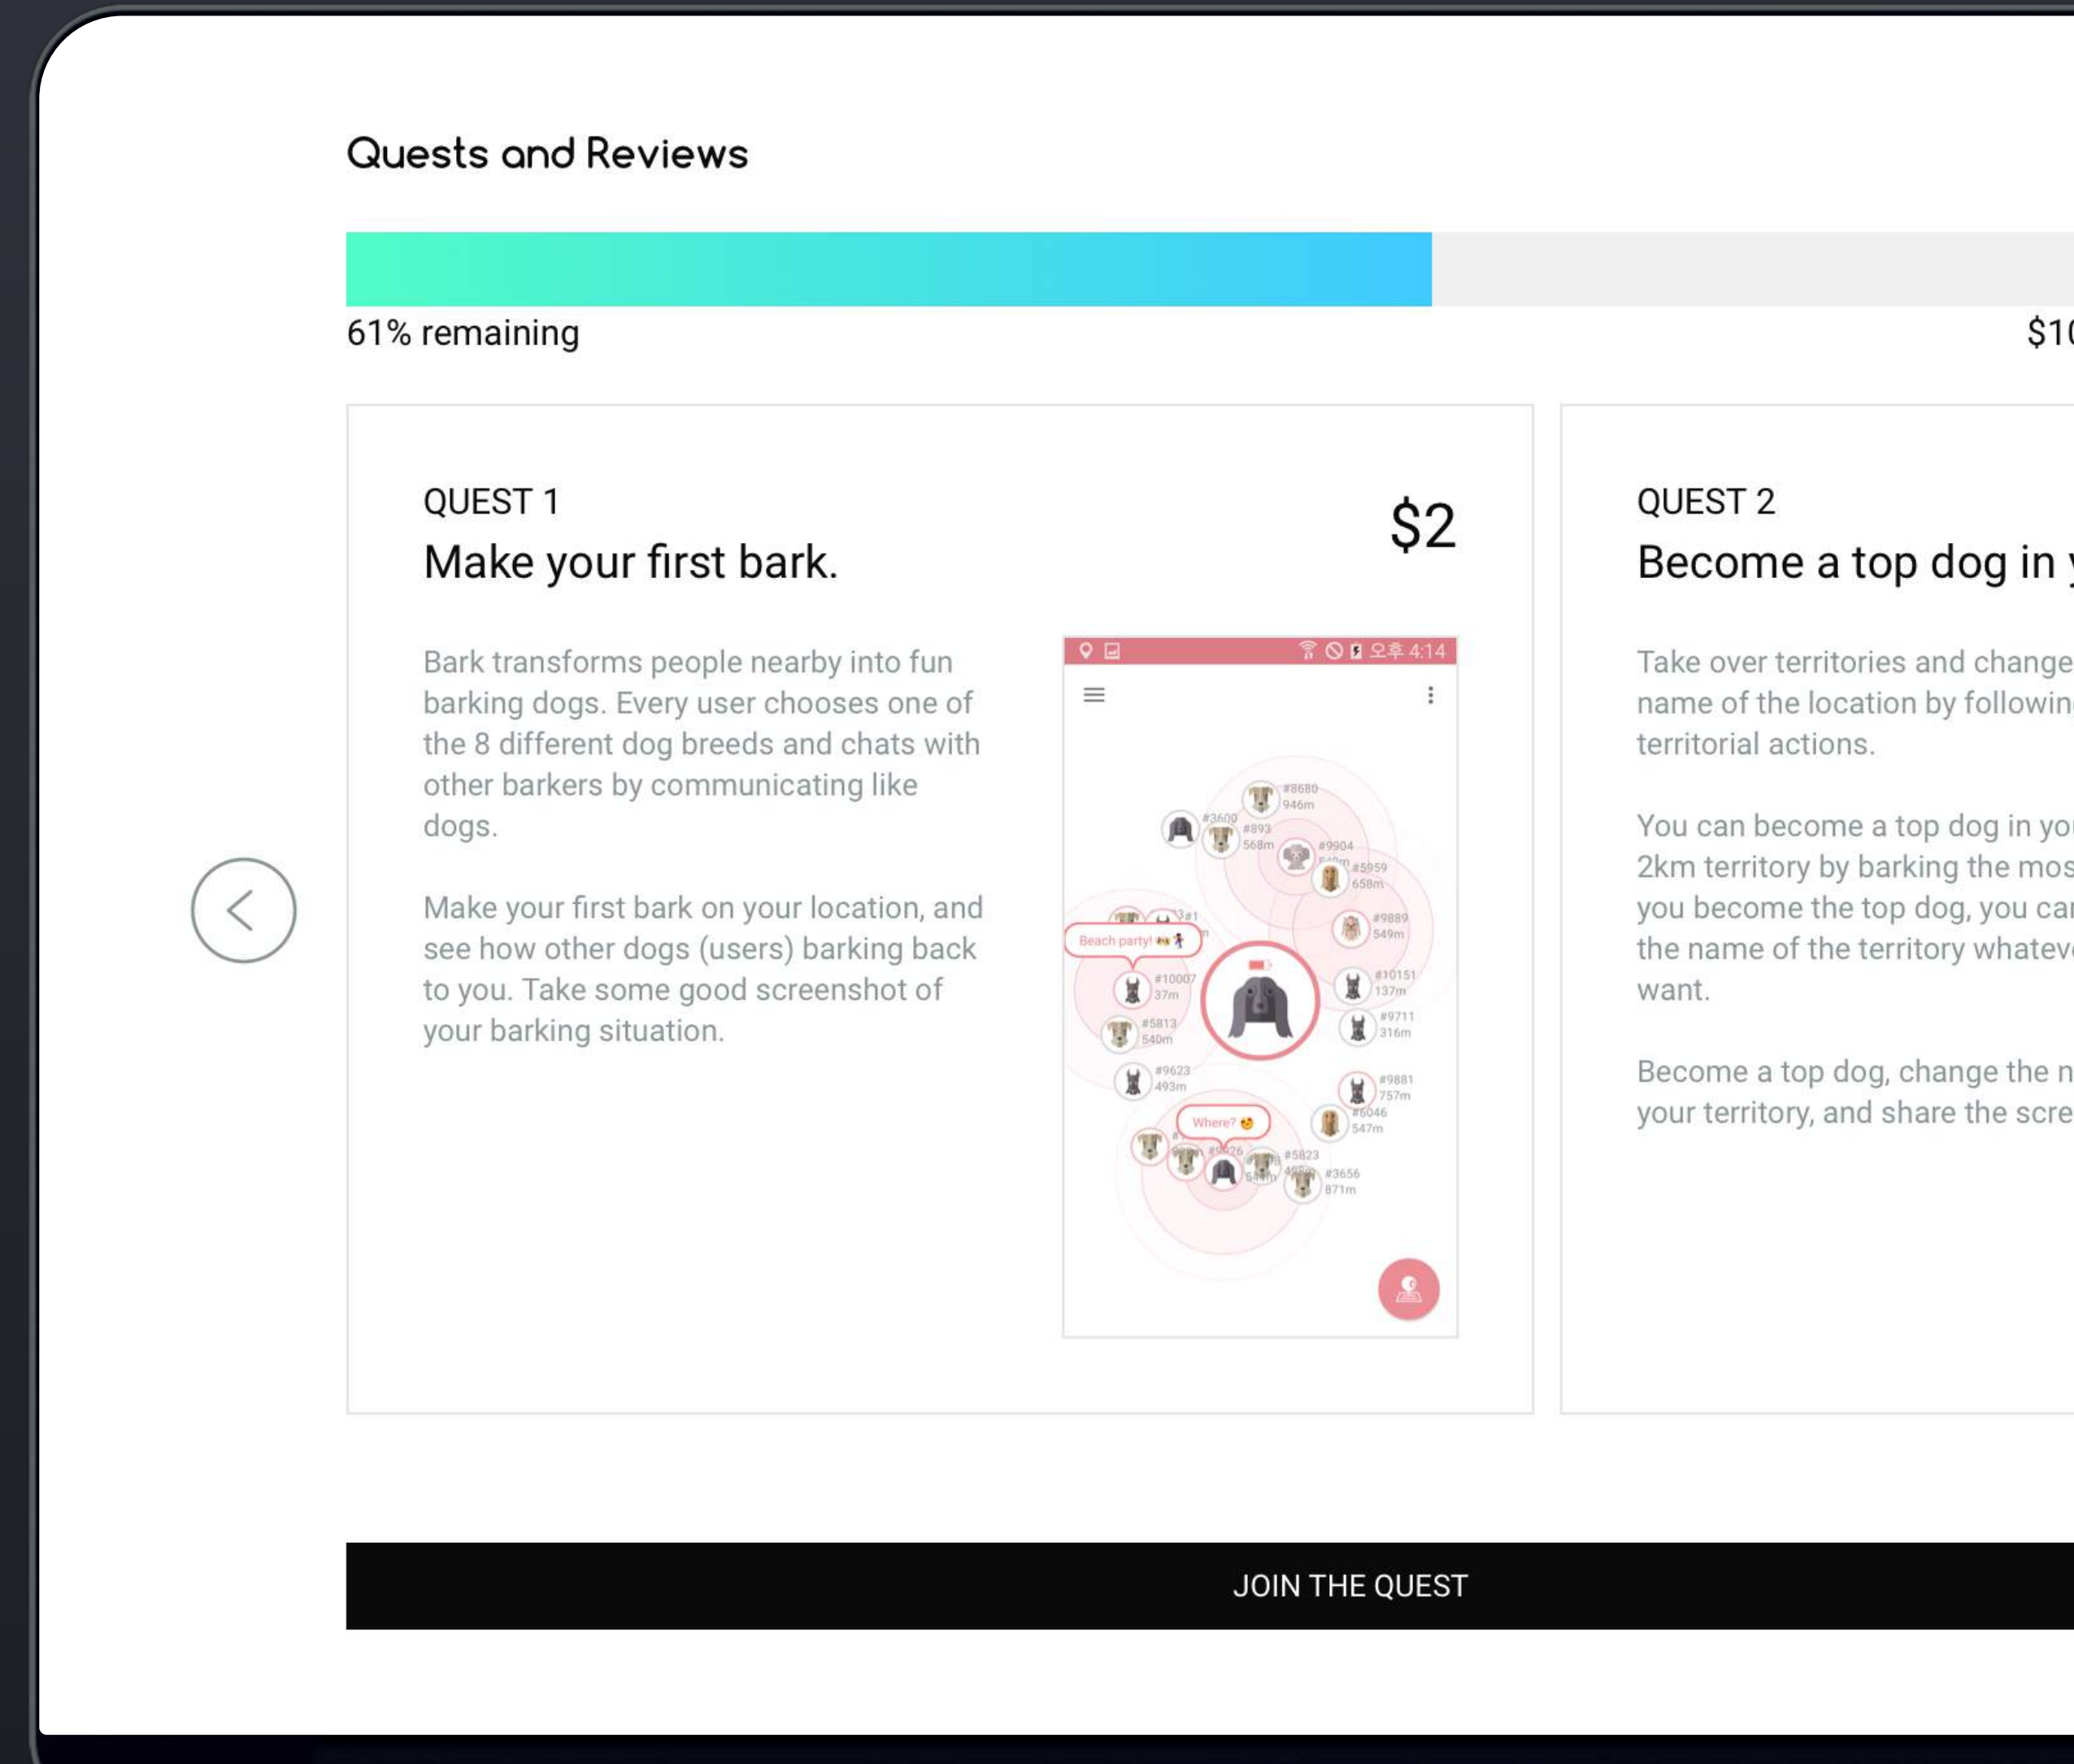 Quests and Reviews
61% remaining
QUEST 1
$2
Make your first bark.
Bark transforms people nearby into fun
barking dogs. Every user chooses one of
the 8 different dog breeds and chats with
other barkers by communicating like
dogs.
Make your first bark on your location, and
see how other dogs (users) barking back
to you. Take some good screenshot of
your barking situation.
오후 4:14
#8680
946m
#3600
#893
568m
#9904
#5959
658m
#9889
549m
Beach party!
#10007
37m
#10151
137m
#5813
540m
#9711
316m
#9623
493m
#9881
757m
#6046
547m
Where?
#5823
#3656
871m
QUEST 2
Become a top dog in
Take over territories and change
name of the location by
territorial actions.
You can become a top dog in
2km territory by barking the
you become the top dog, you
the name of the territory
want.
Become a top dog, change the
your territory, and share the
JOIN THE QUEST